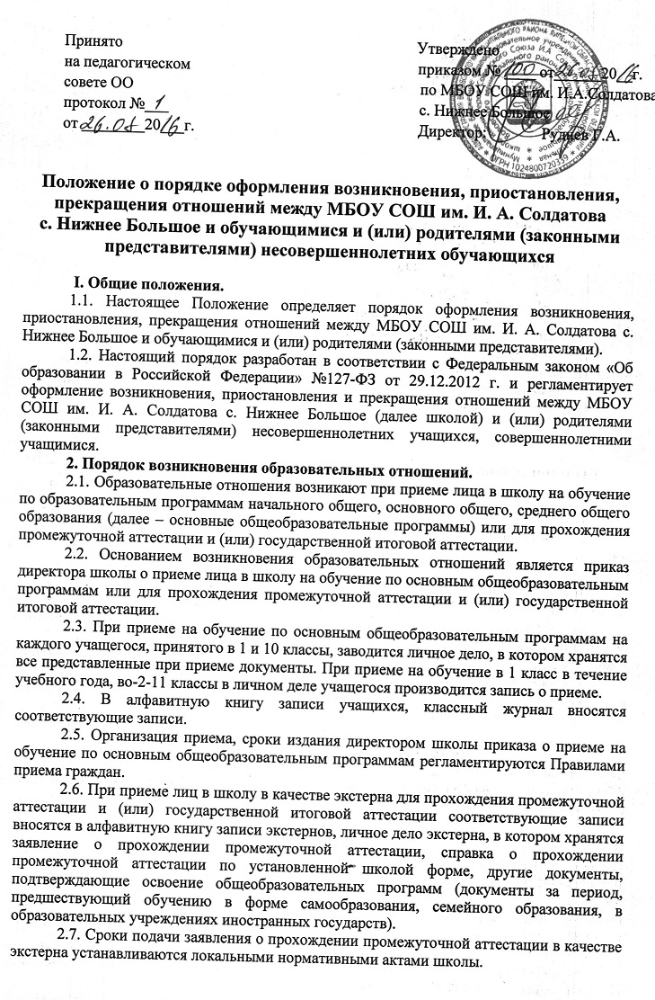 Принято
на педагогическом
совете ОО
протокол № 1
от 26.08 2016 г.
Утверждено
приказом № 100 от 26.08 2016 г.
по МБОУ СОШ им. И.А.Солдатова
с. Нижнее Большое
Директор: Руднев Г.А.
ОГРН 1024800720339
Положение о порядке оформления возникновения, приостановления,
прекращения отношений между МБОУ СОШ им. И. А. Солдатова
с. Нижнее Большое и обучающимися и (или) родителями (законными
представителями) несовершеннолетних обучающихся
I. Общие положения.
1.1. Настоящее Положение определяет порядок оформления возникновения,
приостановления, прекращения отношений между МБОУ СОШ им. И. А. Солдатова с.
Нижнее Большое и обучающимися и (или) родителями (законными представителями).
1.2. Настоящий порядок разработан в соответствии с Федеральным законом «Об
образовании в Российской Федерации» №127-ФЗ от 29.12.2012 г. и регламентирует
оформление возникновения, приостановления и прекращения отношений между МБОУ
СОШ им. И. А. Солдатова с. Нижнее Большое (далее школой) и (или) родителями
(законными представителями) несовершеннолетних учащихся, совершеннолетними
учащимися.
2. Порядок возникновения образовательных отношений.
2.1. Образовательные отношения возникают при приеме лица в школу на обучение
по образовательным программам начального общего, основного общего, среднего общего
образования (далее – основные общеобразовательные программы) или для прохождения
промежуточной аттестации и (или) государственной итоговой аттестации.
2.2. Основанием возникновения образовательных отношений является приказ
директора школы о приеме лица в школу на обучение по основным общеобразовательным
программам или для прохождения промежуточной аттестации и (или) государственной
итоговой аттестации.
2.3. При приеме на обучение по основным общеобразовательным программам на
каждого учащегося, принятого в 1 и 10 классы, заводится личное дело, в котором хранятся
все представленные при приеме документы. При приеме на обучение в 1 класс в течение
учебного года, во-2-11 классы в личном деле учащегося производится запись о приеме.
2.4. В алфавитную книгу записи учащихся, классный журнал вносятся
соответствующие записи.
2.5. Организация приема, сроки издания директором школы приказа о приеме на
обучение по основным общеобразовательным программам регламентируются Правилами
приема граждан.
2.6. При приеме лиц в школу в качестве экстерна для прохождения промежуточной
аттестации и (или) государственной итоговой аттестации соответствующие записи
вносятся в алфавитную книгу записи экстернов, личное дело экстерна, в котором хранятся
заявление о прохождении промежуточной аттестации, справка о прохождении
промежуточной аттестации по установленной школой форме, другие документы,
подтверждающие освоение общеобразовательных программ (документы за период,
предшествующий обучению в форме самообразования, семейного образования, в
образовательных учреждениях иностранных государств).
2.7. Сроки подачи заявления о прохождении промежуточной аттестации в качестве
экстерна устанавливаются локальными нормативными актами школы.